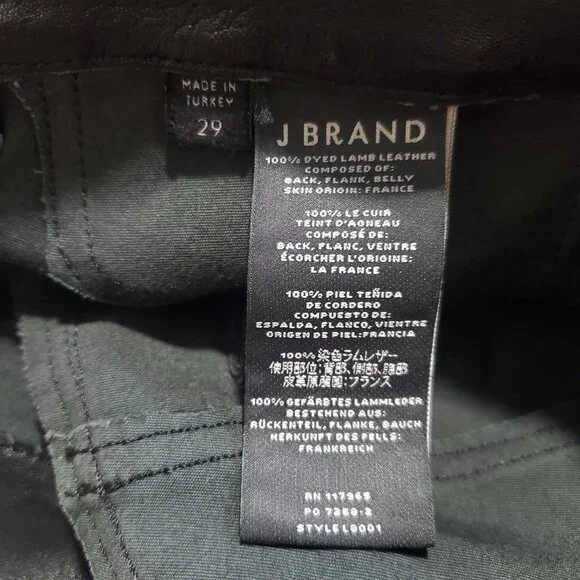 MADE IN
TURKEY
29
J BRAND
100% DYED LAMB LEATHER
COMPOSED OF:
BACK, FLANK, BELLY
SKIN ORIGIN: FRANCE
100% LE CUIR
TEINT D'AGNEAU
COMPOSÉ DE:
BACK, FLANC, VENTRE
ÉCORCHER L'ORIGINE:
LA FRANCE
100% PIEL TEÑIDA
DE CORDERO
COMPUESTO DE:
ESPALDA, FLANCO, VIENTRE
ORIGEN DE PIEL:FRANCIA
100% 染色ラムレザー
使用部位:背部, 側部, 腹部
皮革原産国:フランス
100% GEFÄRBTES LAMMLEDER
BESTEHEND AUS:
RÜCKENTEIL, FLANKE, BAUCH
HERKUNFT DES FELLS:
FRANKREICH
RN 117965
PO 7258-2
STYLE L8001